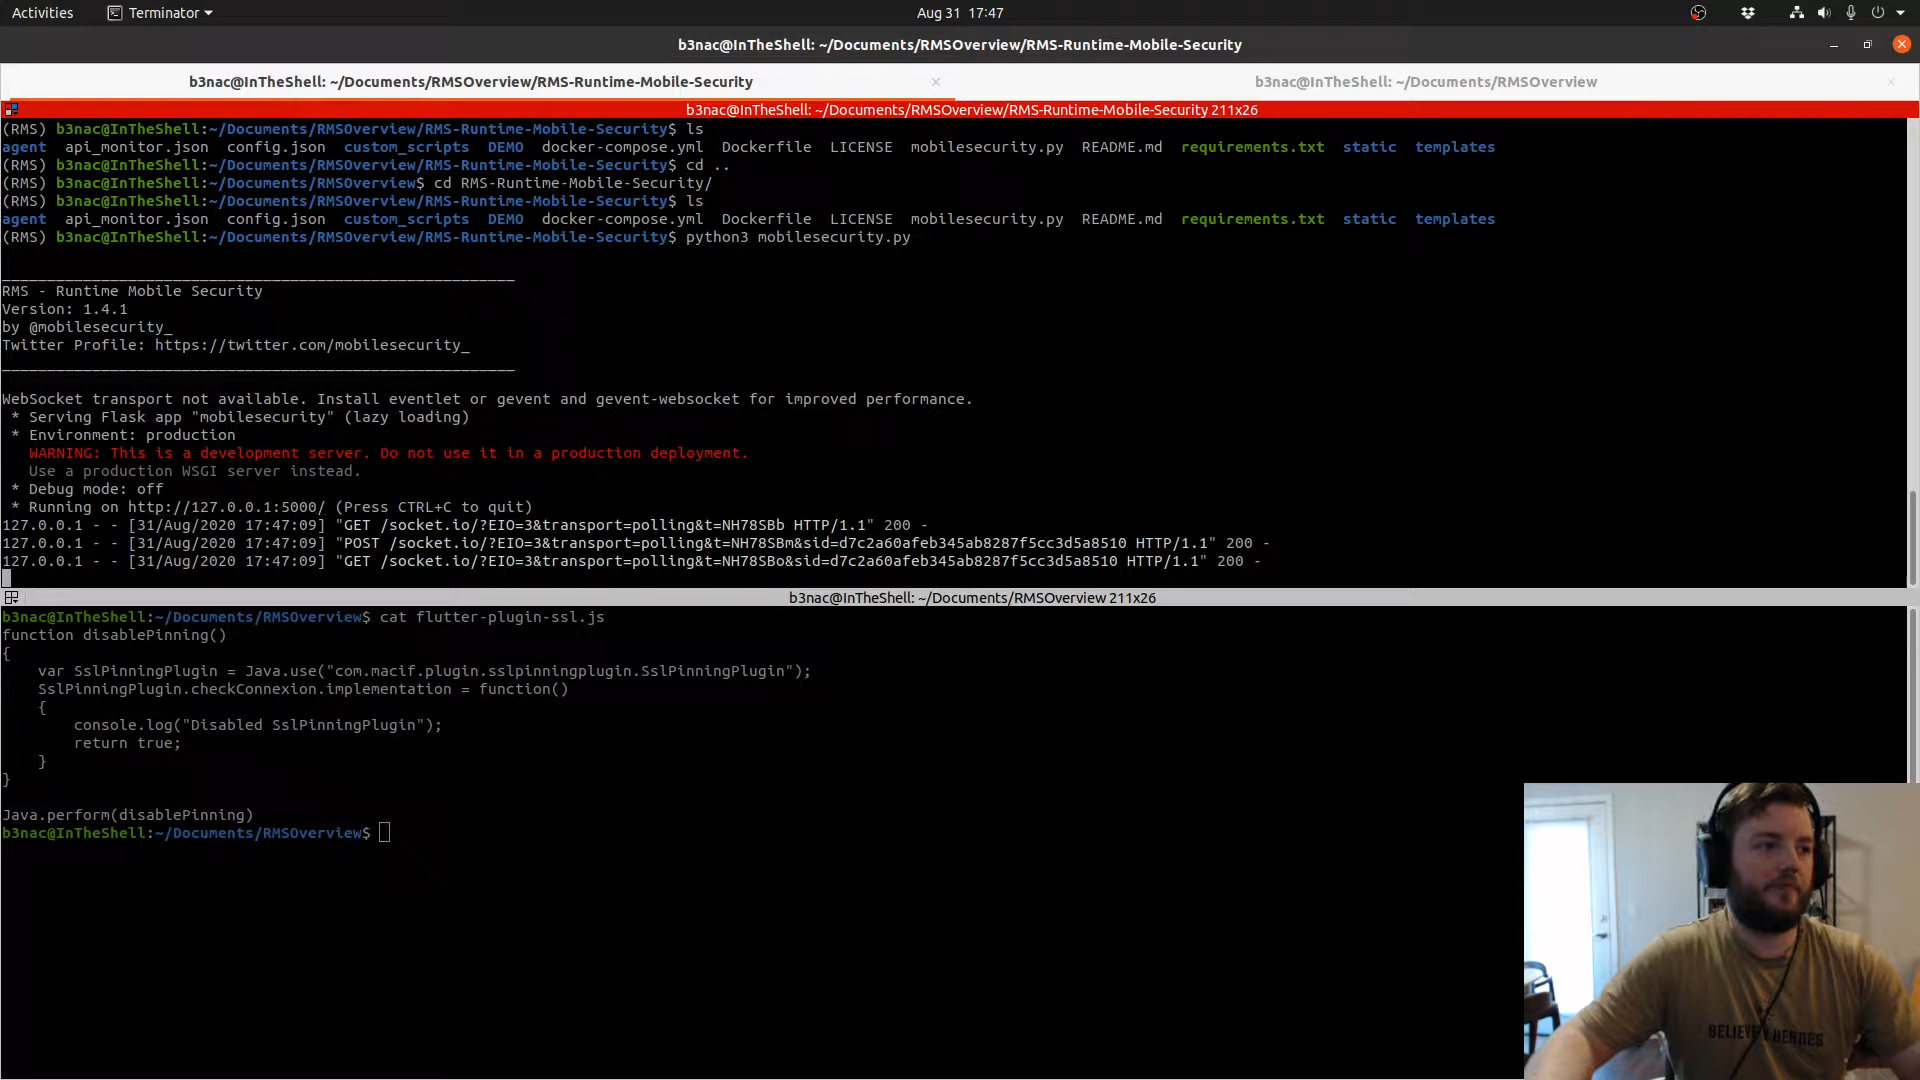 Activities
Terminator
Aug 31 17:47
b3nac@InTheShell: ~/Documents/RMSOverview/RMS-Runtime-Mobile-Security
b3nac@InTheShell: ~/Documents/RMSOverview/RMS-Runtime-Mobile-Security ×
b3nac@InTheShell: ~/Documents/RMSOverview ×
b3nac@InTheShell: ~/Documents/RMSOverview/RMS-Runtime-Mobile-Security 211x26
(RMS) b3nac@InTheShell:~/Documents/RMSOverview/RMS-Runtime-Mobile-Security$ ls
agent  api_monitor.json  config.json  custom_scripts  DEMO  docker-compose.yml  Dockerfile  LICENSE  mobilesecurity.py  README.md  requirements.txt  static  templates
(RMS) b3nac@InTheShell:~/Documents/RMSOverview/RMS-Runtime-Mobile-Security$ cd ..
(RMS) b3nac@InTheShell:~/Documents/RMSOverview$ cd RMS-Runtime-Mobile-Security/
(RMS) b3nac@InTheShell:~/Documents/RMSOverview/RMS-Runtime-Mobile-Security$ ls
agent  api_monitor.json  config.json  custom_scripts  DEMO  docker-compose.yml  Dockerfile  LICENSE  mobilesecurity.py  README.md  requirements.txt  static  templates
(RMS) b3nac@InTheShell:~/Documents/RMSOverview/RMS-Runtime-Mobile-Security$ python3 mobilesecurity.py
_________________________________________________________
RMS - Runtime Mobile Security
Version: 1.4.1
by @mobilesecurity_
Twitter Profile: https://twitter.com/mobilesecurity_
_________________________________________________________
WebSocket transport not available. Install eventlet or gevent and gevent-websocket for improved performance.
 * Serving Flask app "mobilesecurity" (lazy loading)
 * Environment: production
   WARNING: This is a development server. Do not use it in a production deployment.
   Use a production WSGI server instead.
 * Debug mode: off
 * Running on http://127.0.0.1:5000/ (Press CTRL+C to quit)
127.0.0.1 - - [31/Aug/2020 17:47:09] "GET /socket.io/?EIO=3&transport=polling&t=NH78SBb HTTP/1.1" 200 -
127.0.0.1 - - [31/Aug/2020 17:47:09] "POST /socket.io/?EIO=3&transport=polling&t=NH78SBm&sid=d7c2a60afeb345ab8287f5cc3d5a8510 HTTP/1.1" 200 -
127.0.0.1 - - [31/Aug/2020 17:47:09] "GET /socket.io/?EIO=3&transport=polling&t=NH78SBo&sid=d7c2a60afeb345ab8287f5cc3d5a8510 HTTP/1.1" 200 -
b3nac@InTheShell: ~/Documents/RMSOverview 211x26
b3nac@InTheShell:~/Documents/RMSOverview$ cat flutter-plugin-ssl.js
function disablePinning()
{
    var SslPinningPlugin = Java.use("com.macif.plugin.sslpinningplugin.SslPinningPlugin");
    SslPinningPlugin.checkConnexion.implementation = function()
    {
        console.log("Disabled SslPinningPlugin");
        return true;
    }
}
Java.perform(disablePinning)
b3nac@InTheShell:~/Documents/RMSOverview$